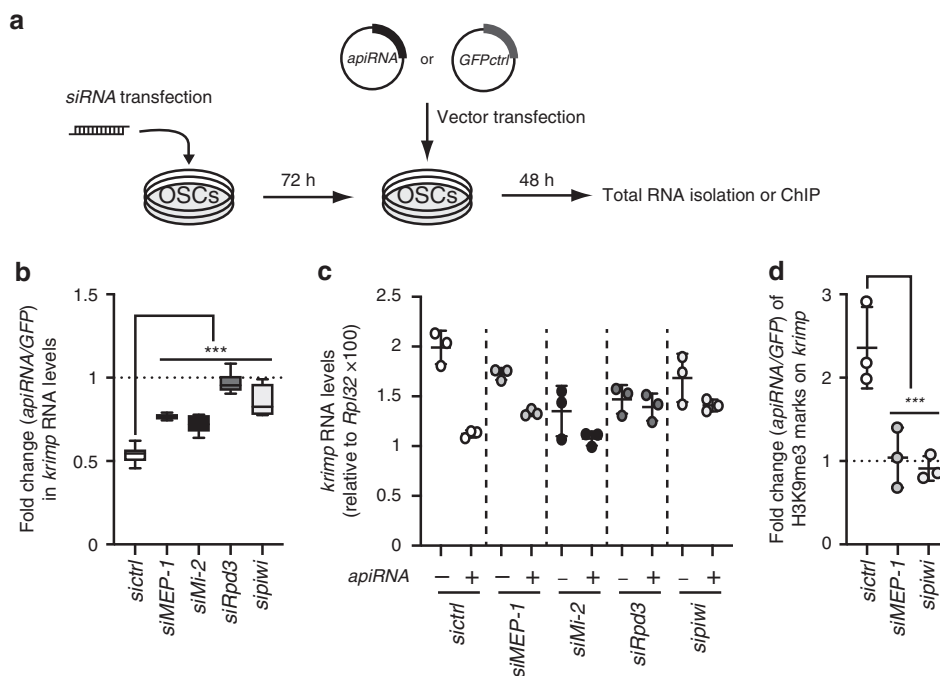 a
apiRNA or GFPctrl
siRNA transfection
Vector transfection
OSCs
72 h
OSCs
48 h
Total RNA isolation or ChIP
b
Fold change (apiRNA/GFP)
in krimp RNA levels
1.5
1
0.5
0
***
sictrl
siMEP-1
siMi-2
siRpd3
sipiwi
c
krimp RNA levels
(relative to Rpl32 ×100)
2.5
2
1.5
1
0.5
0
apiRNA
– + – + – + – + – +
sictrl
siMEP-1
siMi-2
siRpd3
sipiwi
d
Fold change (apiRNA/GFP) of
H3K9me3 marks on krimp
3
2
1
0
***
sictrl
siMEP-1
sipiwi